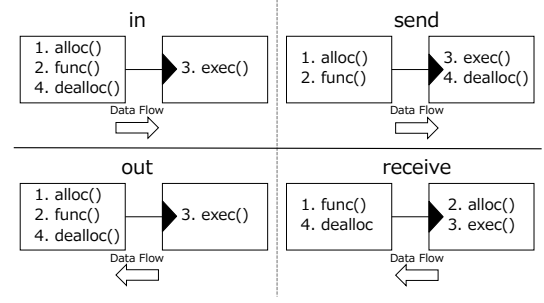 in
1. alloc()
2. func()
4. dealloc()
3. exec()
Data Flow
send
1. alloc()
2. func()
3. exec()
4. dealloc()
Data Flow
out
1. alloc()
2. func()
4. dealloc()
3. exec()
Data Flow
receive
1. func()
4. dealloc
2. alloc()
3. exec()
Data Flow